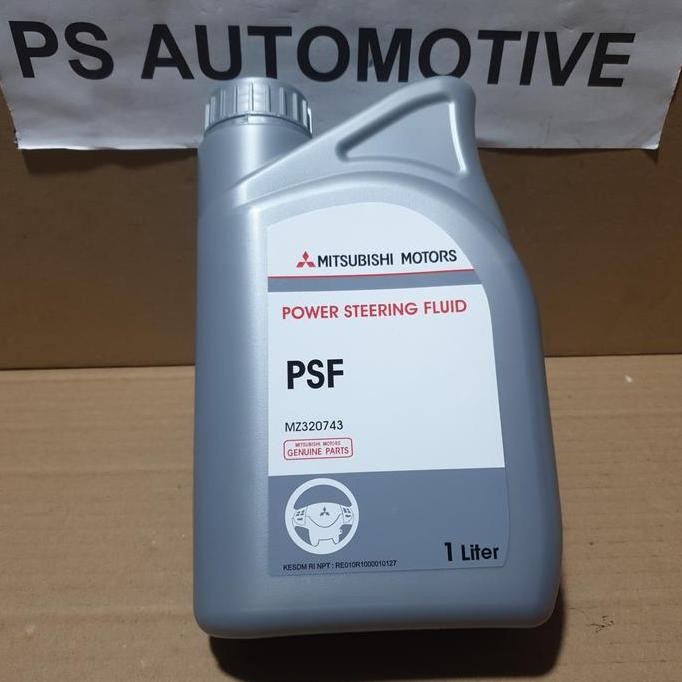 PS AUTOMOTIVE
MITSUBISHI MOTORS
POWER STEERING FLUID
PSF
MZ320743
MITSUBISHI MOTORS
GENUINE PARTS
1 Liter
KESDM RI NPT : RE010R1000010127